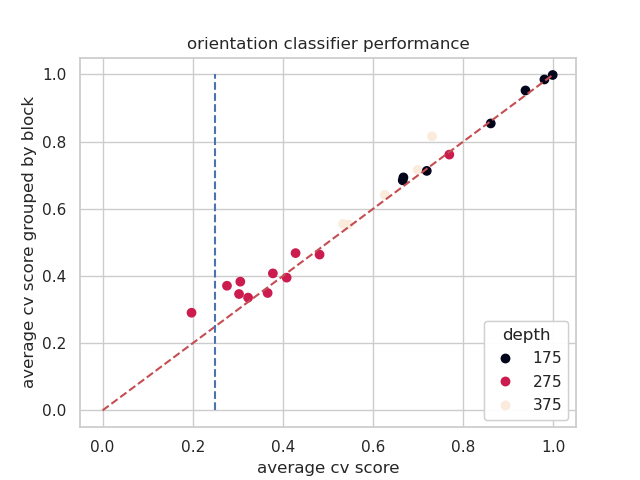 orientation classifier performance
average cv score grouped by block
1.0
0.8
0.6
0.4
0.2
0.0
depth
175
275
375
0.0 0.2 0.4 0.6 0.8 1.0
average cv score